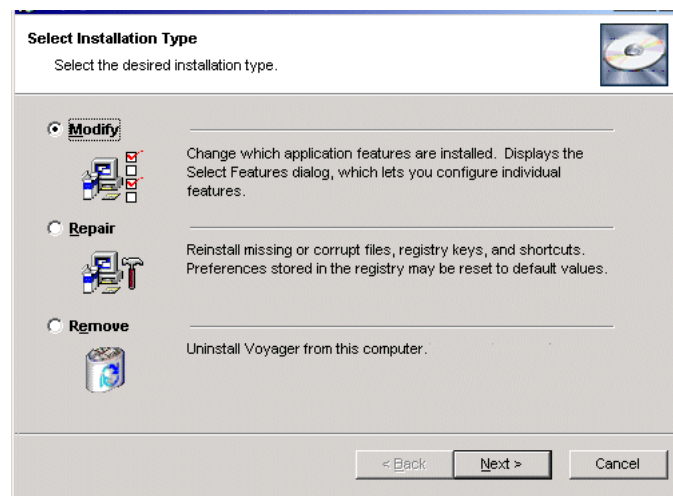 Select Installation Type
Select the desired installation type.
Modify
Change which application features are installed. Displays the
Select Features dialog, which lets you configure individual
features.
Repair
Reinstall missing or corrupt files, registry keys, and shortcuts.
Preferences stored in the registry may be reset to default values.
Remove
Uninstall Voyager from this computer.
< Back
Next >
Cancel